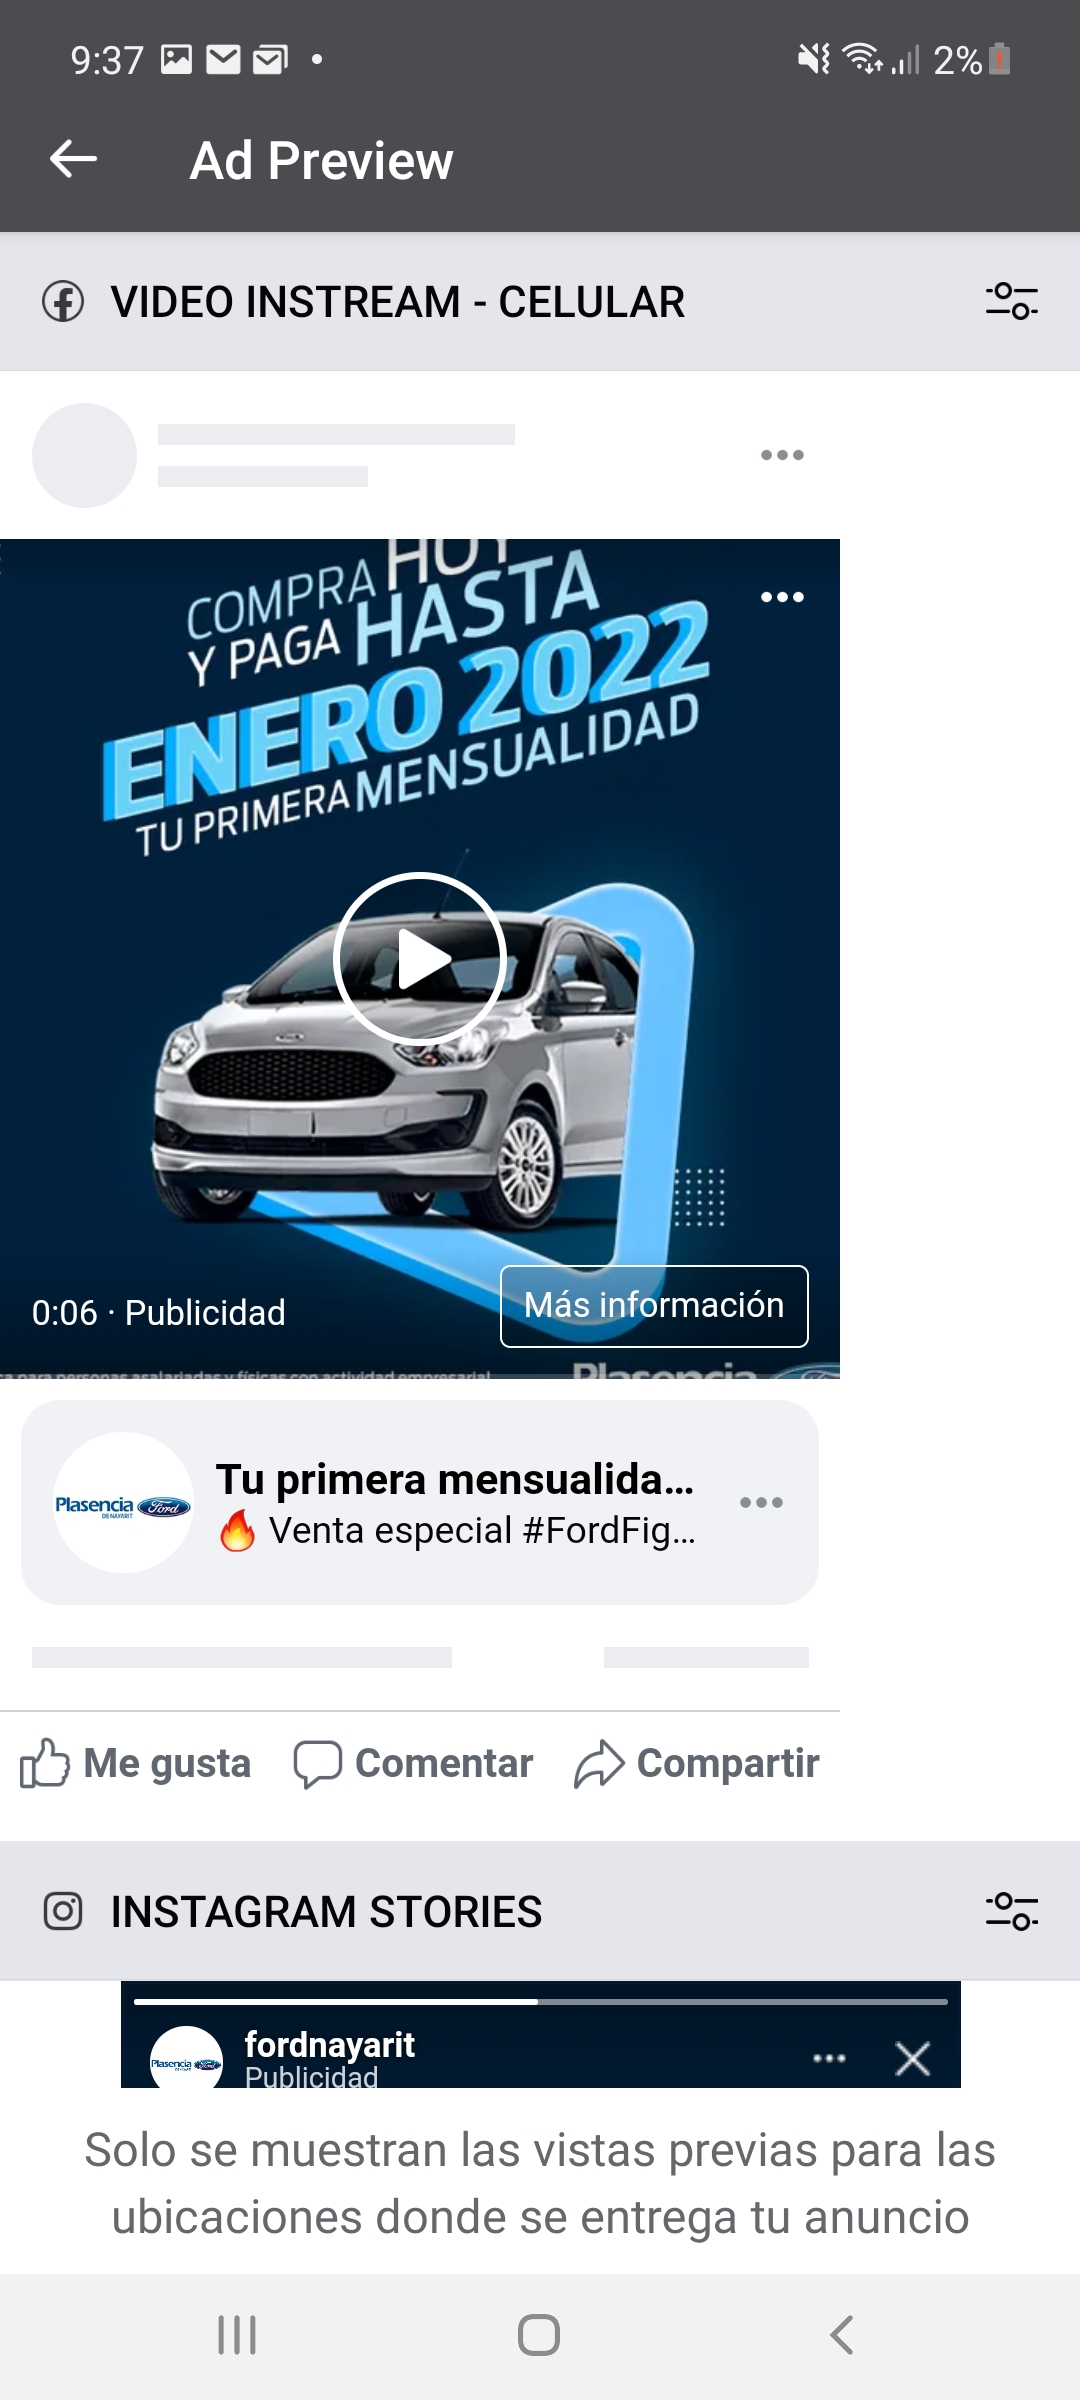 9:37
2%
Ad Preview
VIDEO INSTREAM - CELULAR
COMPRA HOY
Y PAGA HASTA
ENERO 2022
TU PRIMERA MENSUALIDAD
0:06 · Publicidad
Más información
ca para personas asalariadas y físicas con actividad empresarial
Plasencia
Plasencia Ford
DE NAYARIT
Tu primera mensualida...
🔥 Venta especial #FordFig...
Me gusta
Comentar
Compartir
INSTAGRAM STORIES
Plasencia
fordnayarit
Publicidad
Solo se muestran las vistas previas para las
ubicaciones donde se entrega tu anuncio